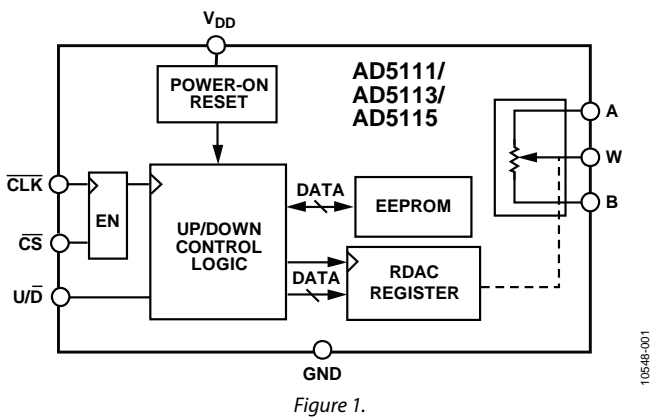 VDD
POWER-ON
RESET
AD5111/
AD5113/
AD5115
A
W
B
CLK
CS
U/D
EN
UP/DOWN
CONTROL
LOGIC
DATA
EEPROM
DATA
RDAC
REGISTER
GND
10548-001
Figure 1.